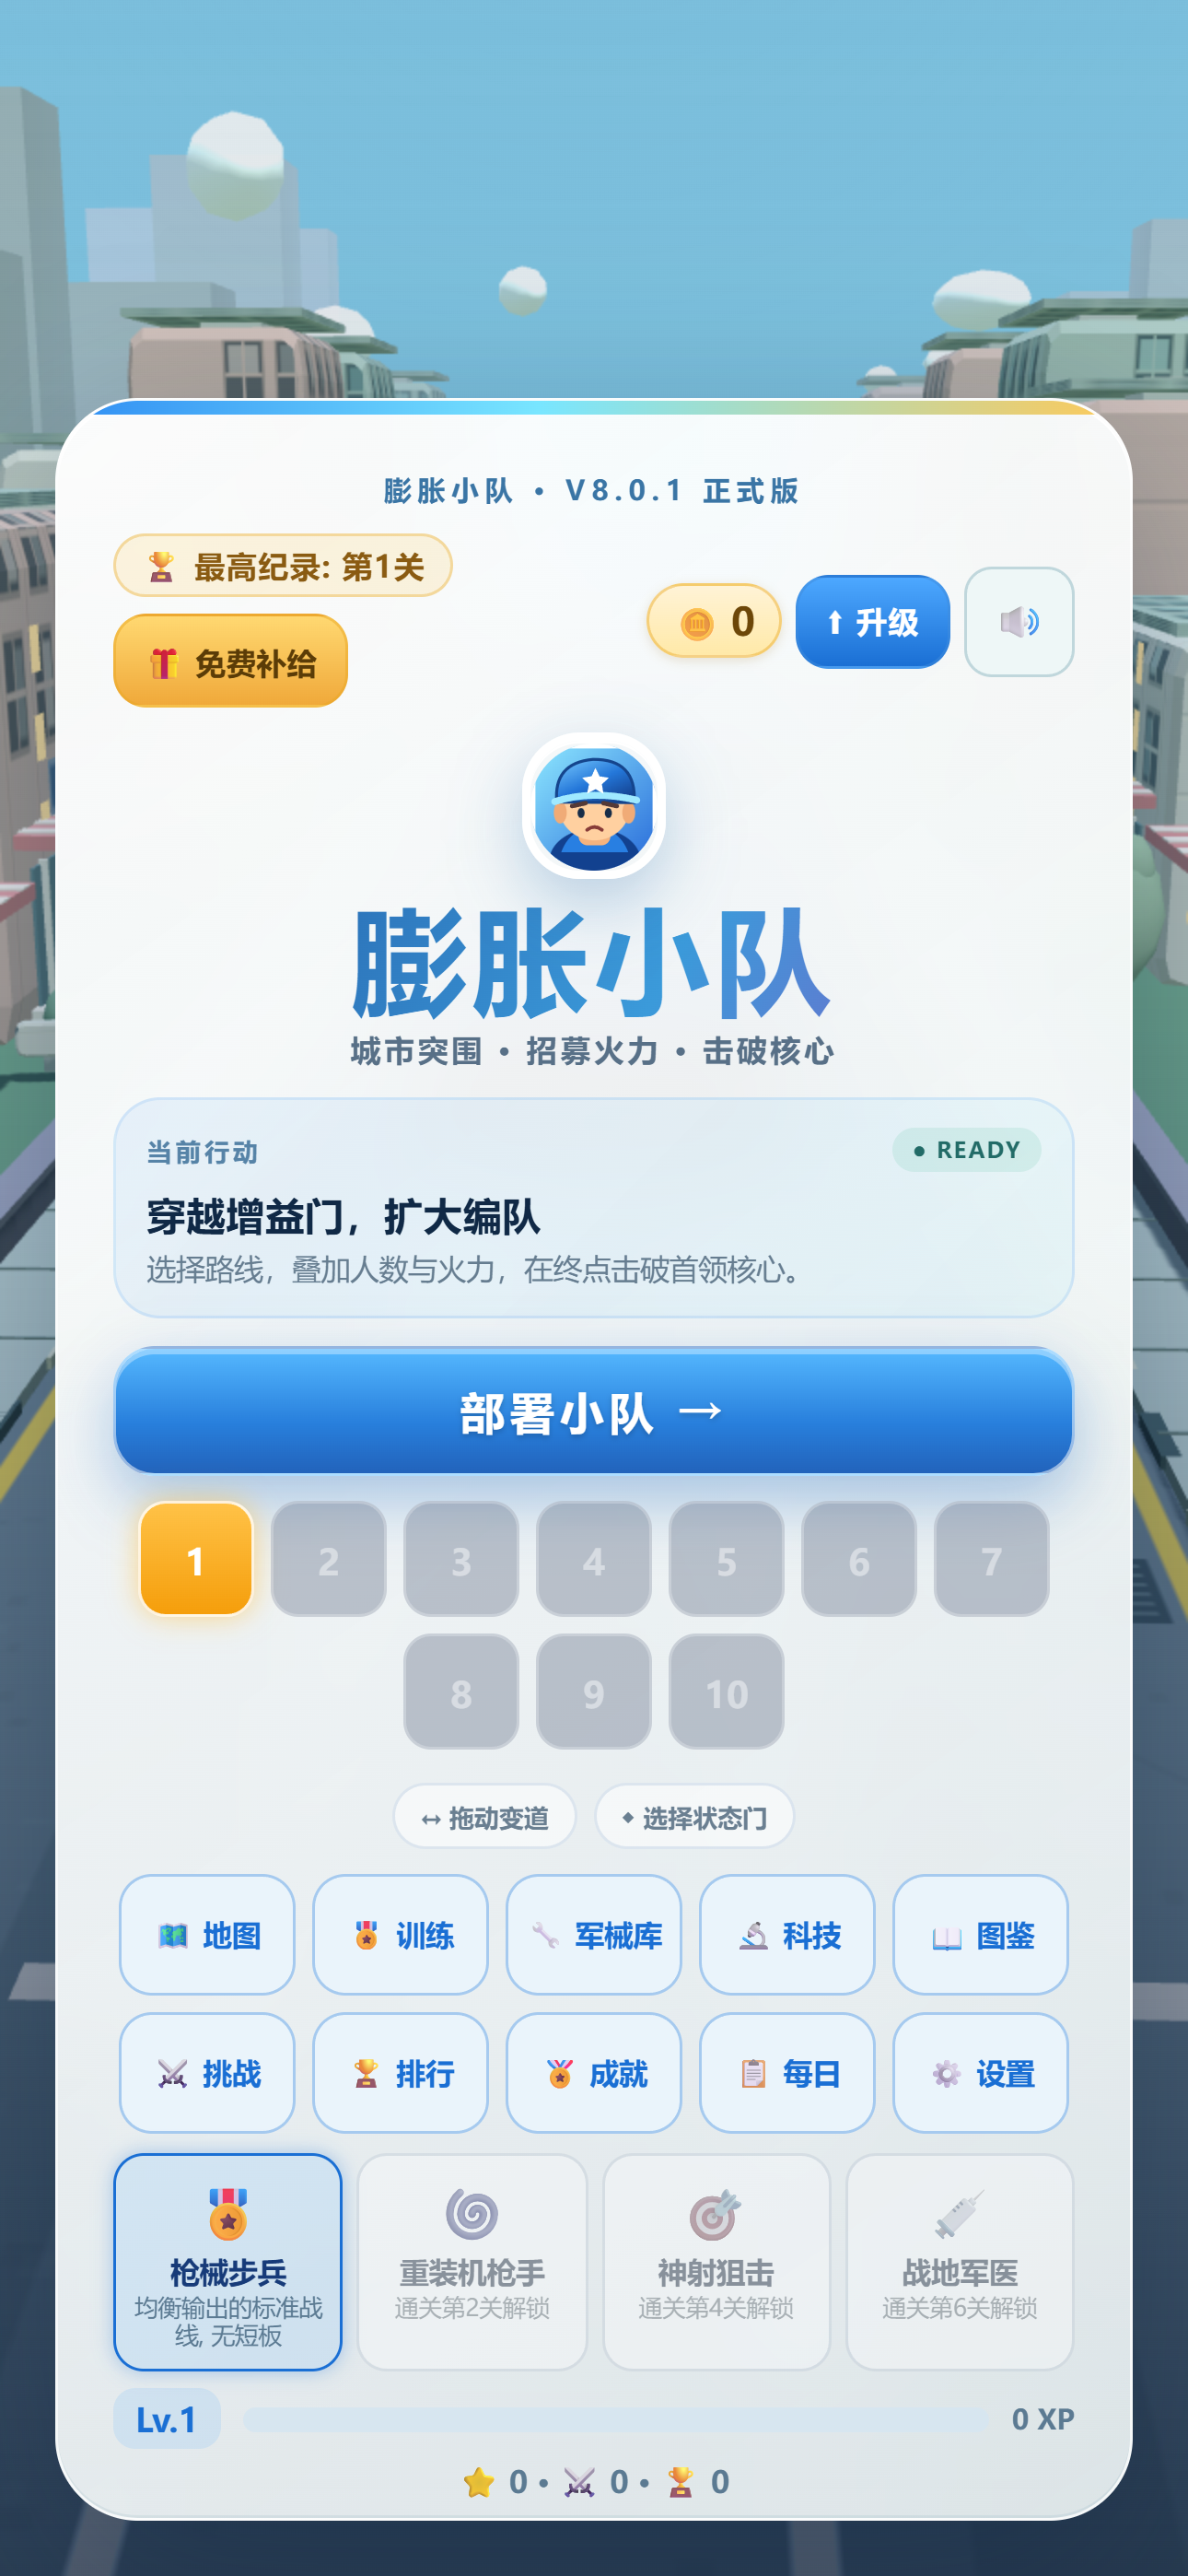 膨胀小队 • V8.0.1 正式版
最高纪录: 第1关
免费补给
0
⬆ 升级
膨胀小队
城市突围 • 招募火力 • 击破核心
当前行动
● READY
穿越增益门，扩大编队
选择路线，叠加人数与火力，在终点击破首领核心。
部署小队 →
1 2 3 4 5 6 7
8 9 10
↔ 拖动变道 ◆ 选择状态门
地图 训练 军械库 科技 图鉴
挑战 排行 成就 每日 设置
枪械步兵 重装机枪手 神射狙击 战地军医
均衡输出的标准战 通关第2关解锁 通关第4关解锁 通关第6关解锁
线, 无短板
Lv.1 0 XP
0 • 0 • 0